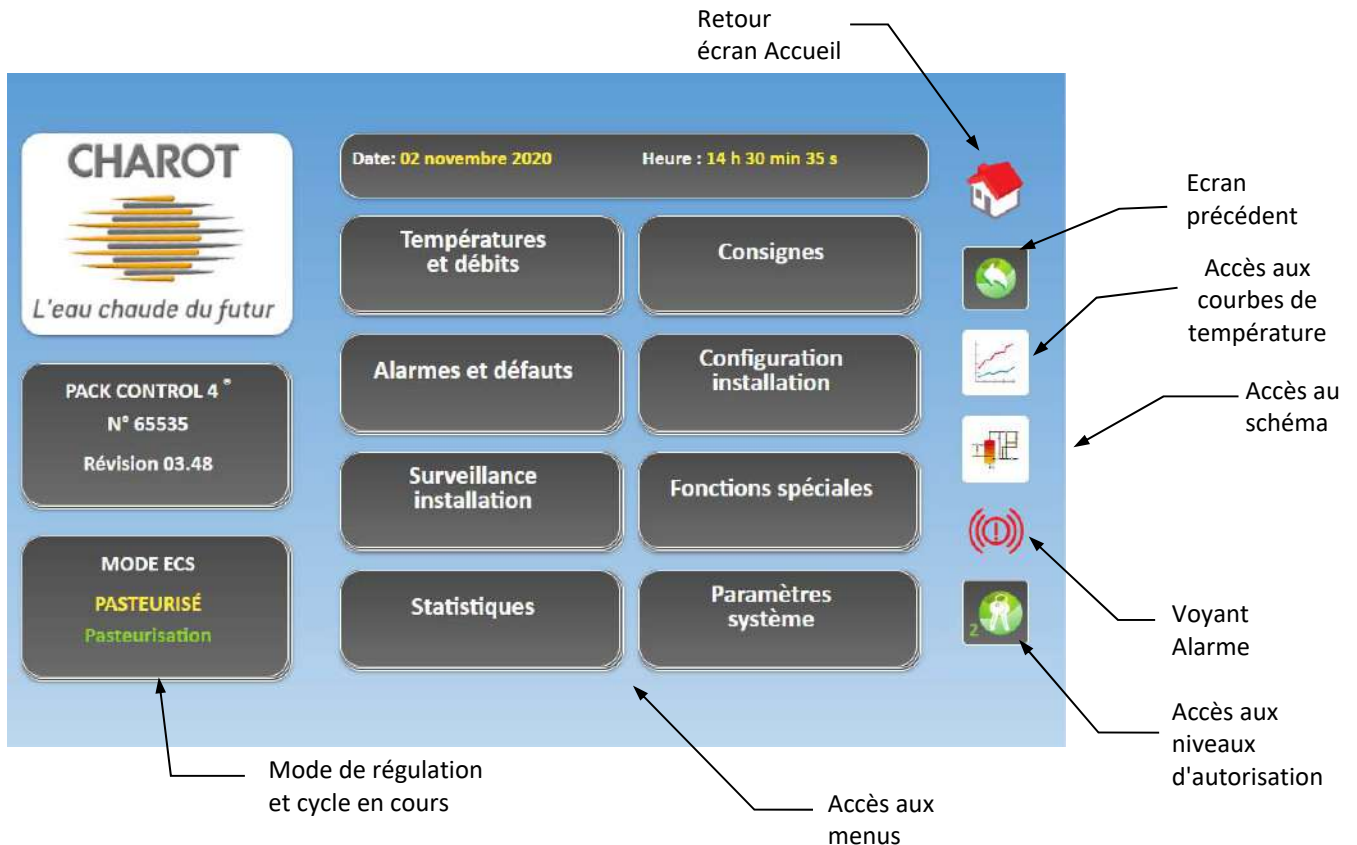 Retour
écran Accueil
CHAROT
L'eau chaude du futur
Date: 02 novembre 2020
Heure : 14 h 30 min 35 s
Températures
et débits
Consignes
Alarmes et défauts
Configuration
installation
Surveillance
installation
Fonctions spéciales
Statistiques
Paramètres
système
PACK CONTROL 4 ®
N° 65535
Révision 03.48
MODE ECS
PASTEURISÉ
Pasteurisation
2
Ecran
précédent
Accès aux
courbes de
température
Accès au
schéma
Voyant
Alarme
Accès aux
niveaux
d'autorisation
Mode de régulation
et cycle en cours
Accès aux
menus